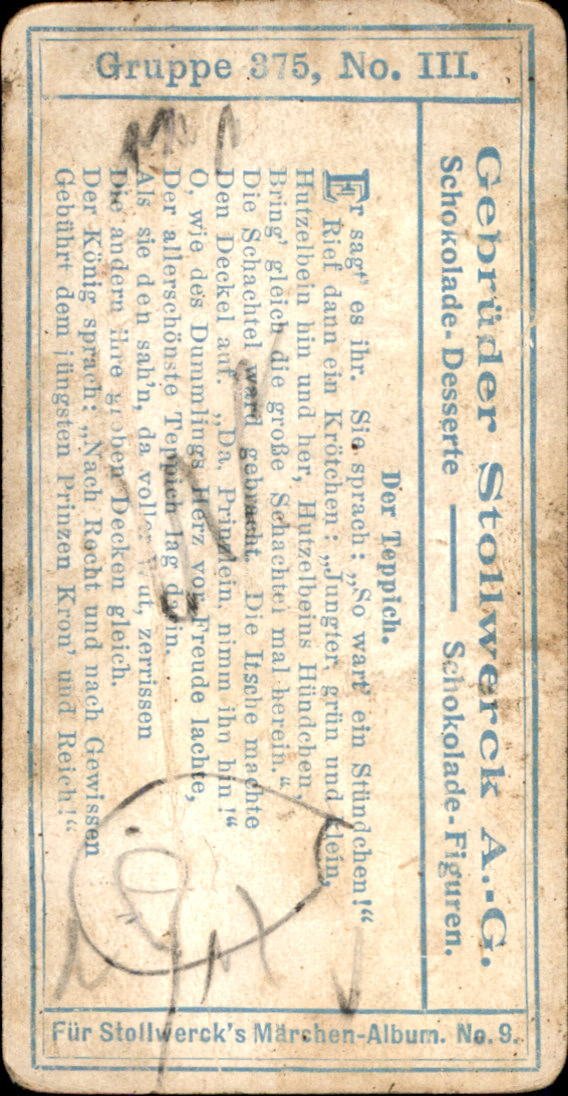 Gruppe 375, No. III.
Gebrüder Stollwerck A.-G.
Schokolade-Desserte — Schokolade-Figuren.
Der Teppich.
Er sagt' es ihr. Sie sprach: „So wart' ein Stündchen!“
Rief dann ein Krötchen: „Jungfer, grün und klein,
Hutzelbein hin und her, Hutzelbeins Hündchen,
Bring' gleich die große Schachtel mal herein.“
Die Schachtel ward gebracht. Die Itsche machte
Den Deckel auf. „Da, Prinzlein, nimm ihn hin!“
O, wie des Dummlings Herz vor Freude lachte,
Der allerschönste Teppich lag darin.
Als sie den sah'n, da voller Wut, zerrissen
Die andern ihre groben Decken gleich.
Der König sprach: „Nach Recht und nach Gewissen
Gebührt dem jüngsten Prinzen Kron' und Reich!“
Für Stollwerck's Märchen-Album. No. 9.